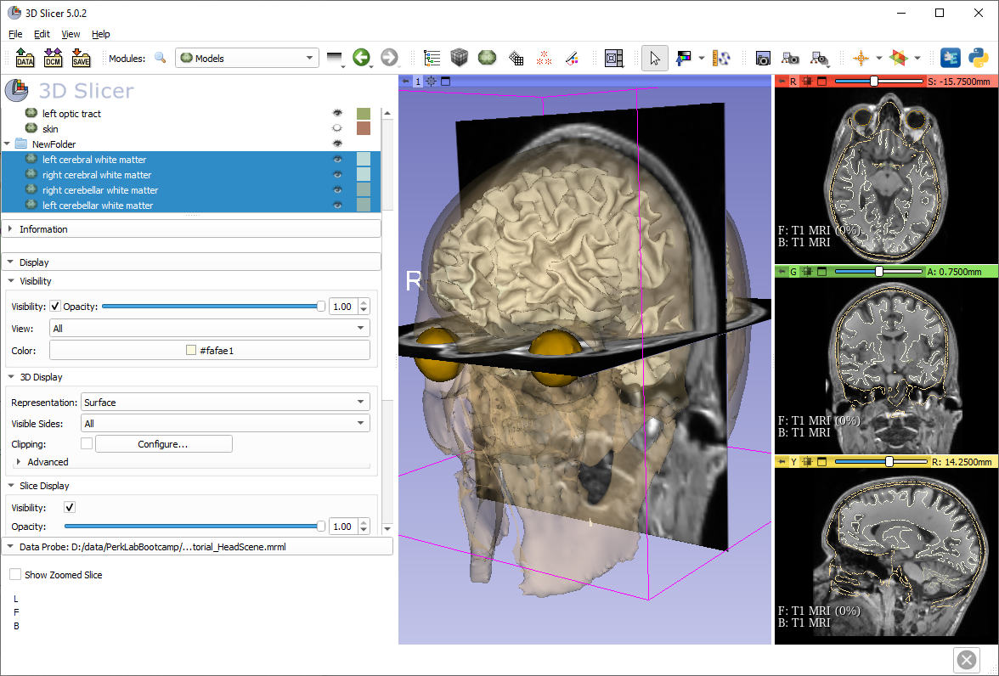 3D Slicer 5.0.2
File Edit View Help
DATA DCM SAVE Modules: Models
3D Slicer
left optic tract
skin
NewFolder
left cerebral white matter
right cerebral white matter
right cerebellar white matter
left cerebellar white matter
Information
Display
Visibility
Visibility: Opacity: 1.00
View: All
Color: #fafae1
3D Display
Representation: Surface
Visible Sides: All
Clipping: Configure...
Advanced
Slice Display
Visibility:
Opacity: 1.00
Data Probe: D:/data/PerkLabBootcamp/...torial_HeadScene.mrml
Show Zoomed Slice
L
F
B
1
R
R S: -15.7500mm
F: T1 MRI (0%)
B: T1 MRI
G A: 0.7500mm
F: T1 MRI (0%)
B: T1 MRI
Y R: 14.2500mm
F: T1 MRI (0%)
B: T1 MRI